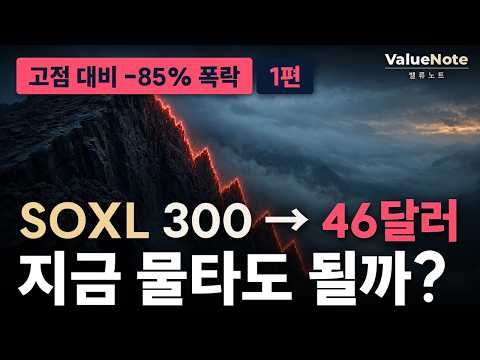 ValueNote
밸류노트
고점 대비 -85% 폭락 1편
SOXL 300 → 46달러
지금 물타도 될까?